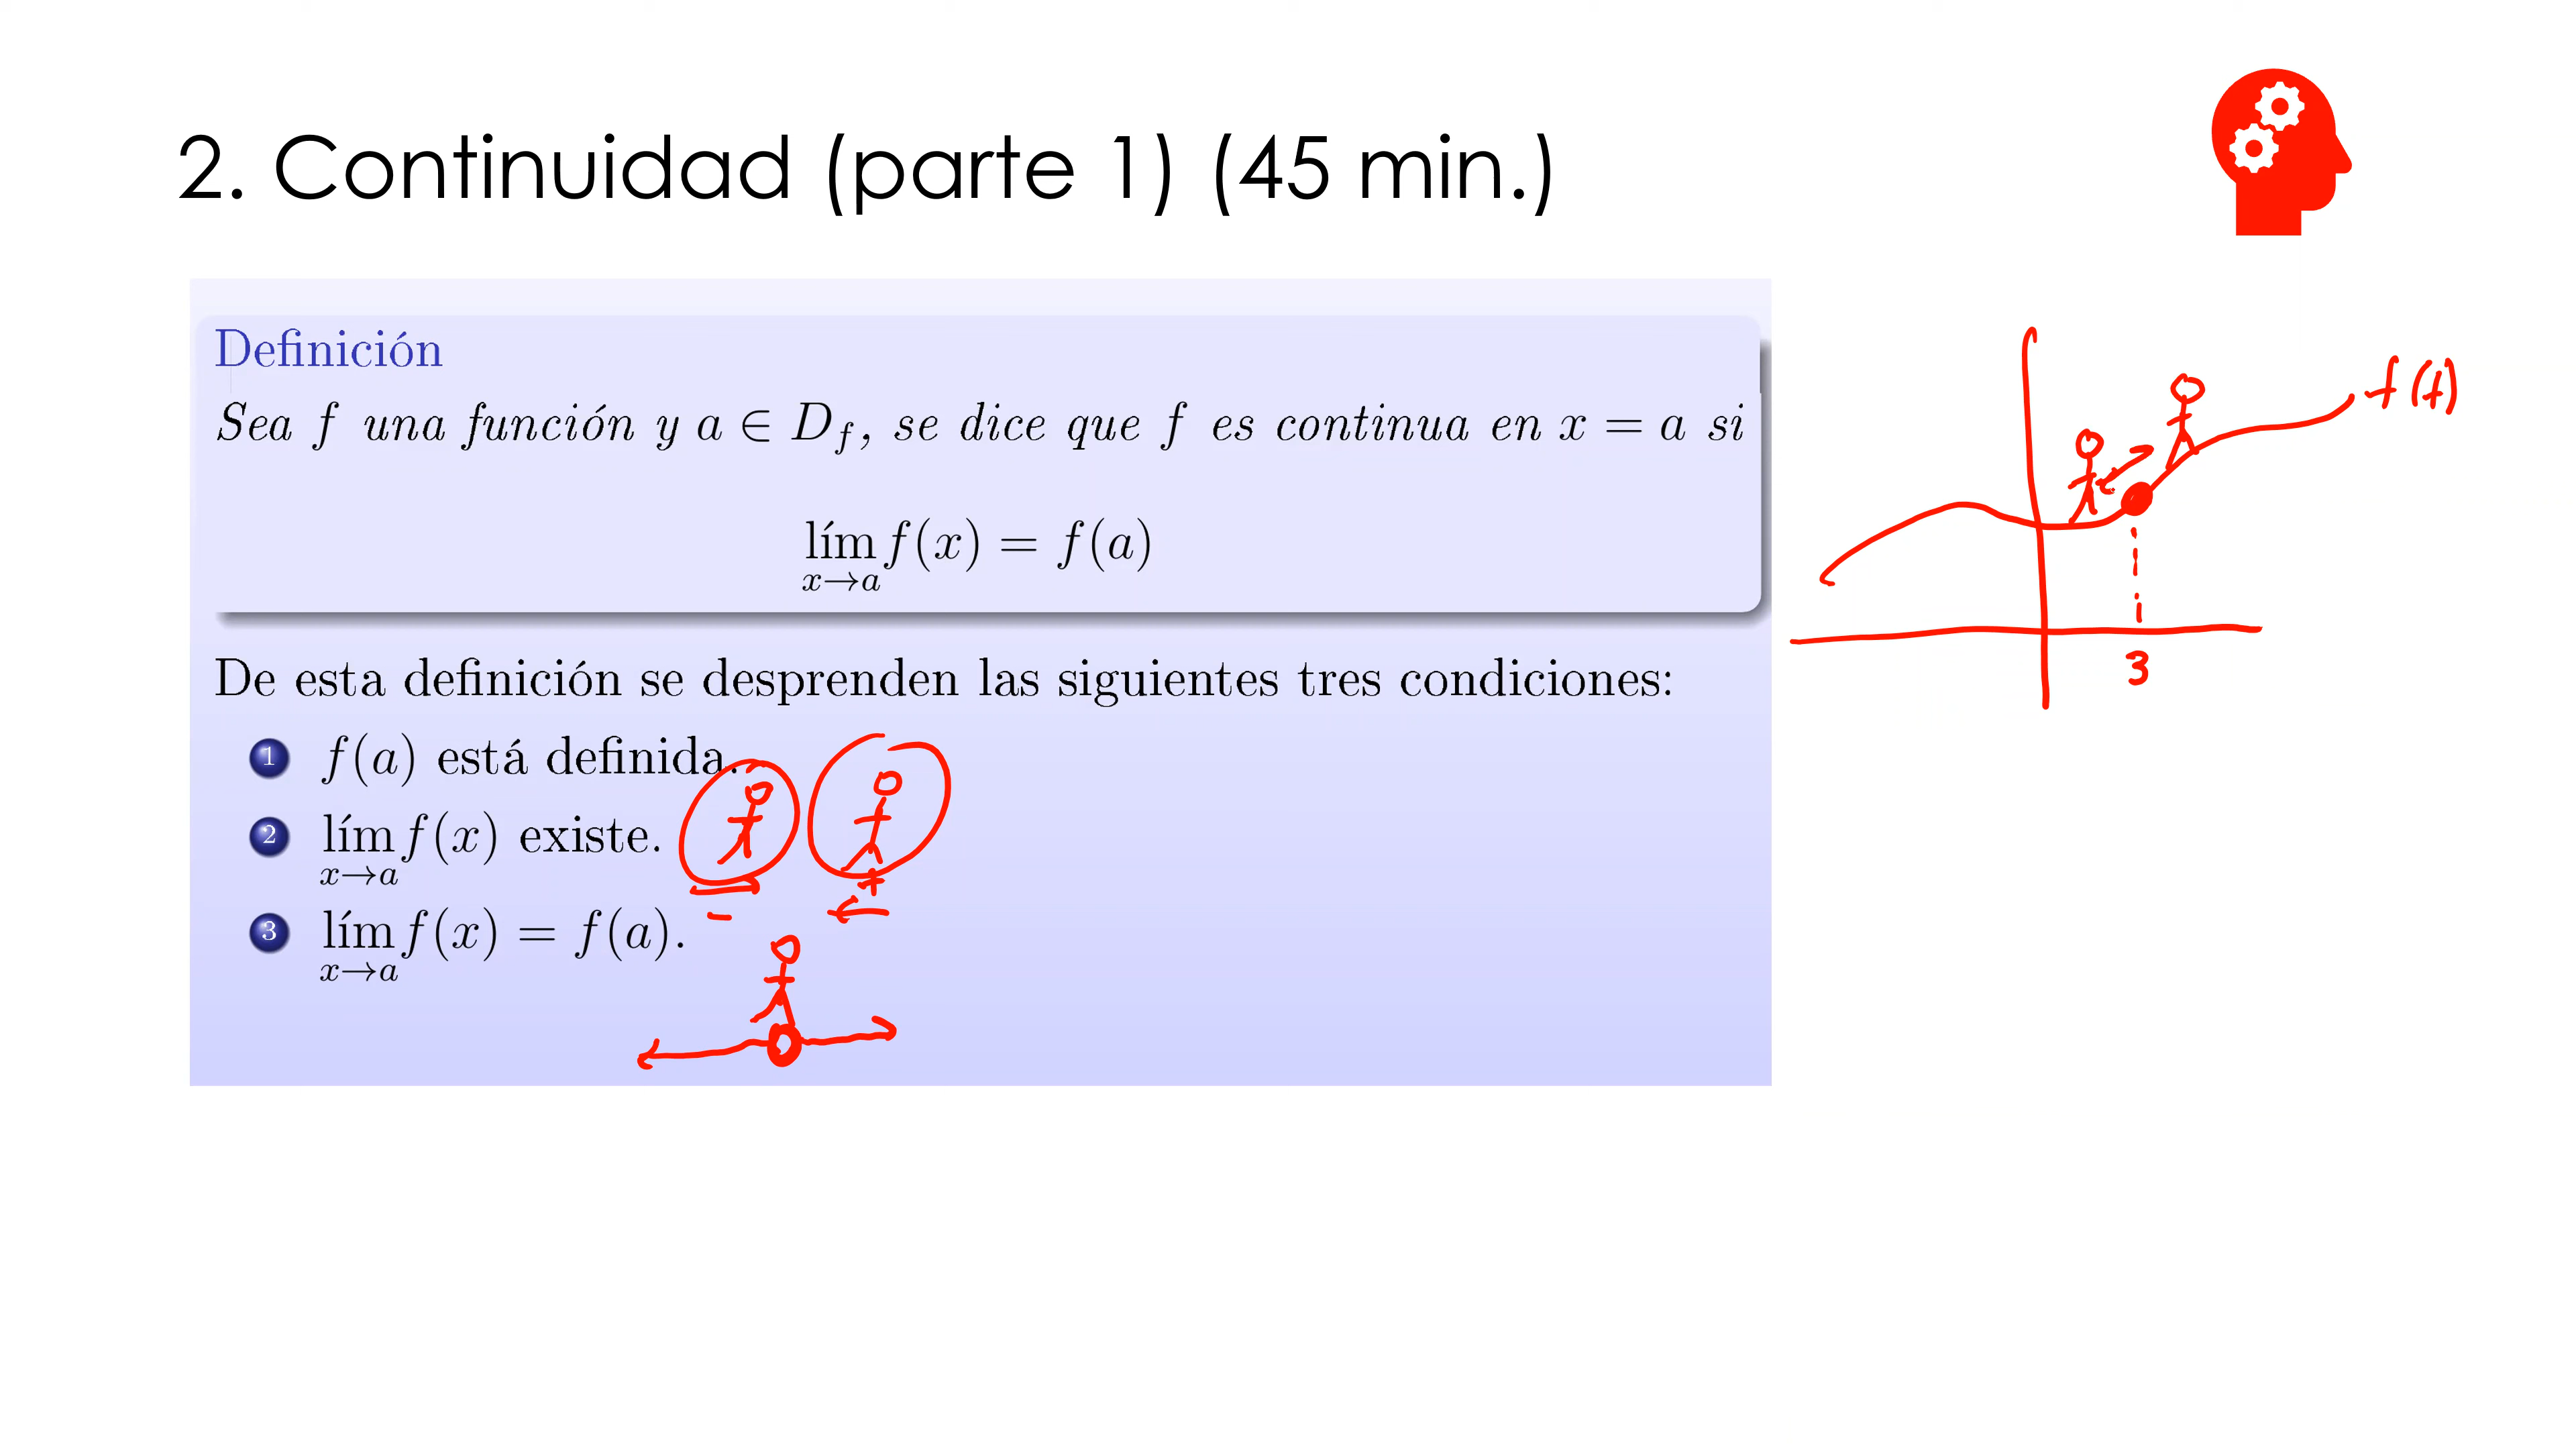 2. Continuidad (parte 1) (45 min.)
Definición
Sea f una función y a ∈ D_f, se dice que f es continua en x = a si
lím_{x→a} f(x) = f(a)
De esta definición se desprenden las siguientes tres condiciones:
1 f(a) está definida.
2 lím_{x→a} f(x) existe.
3 lím_{x→a} f(x) = f(a).
- +
3